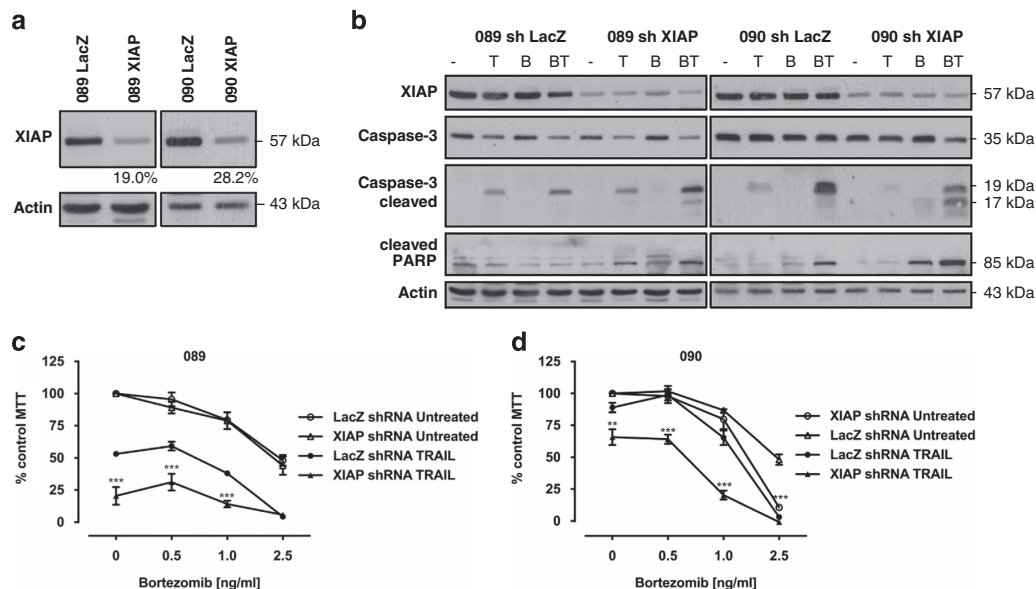 a
089 LacZ
089 XIAP
090 LacZ
090 XIAP
XIAP
57 kDa
19.0%
28.2%
Actin
43 kDa
b
089 sh LacZ 089 sh XIAP 090 sh LacZ 090 sh XIAP
- T B BT - T B BT - T B BT - T B BT
XIAP
57 kDa
Caspase-3
35 kDa
Caspase-3
cleaved
19 kDa
17 kDa
cleaved
PARP
85 kDa
Actin
43 kDa
c
089
% control MTT
125
100
75
50
25
0
***
***
***
0 0.5 1.0 2.5
Bortezomib [ng/ml]
LacZ shRNA Untreated
XIAP shRNA Untreated
LacZ shRNA TRAIL
XIAP shRNA TRAIL
d
090
% control MTT
125
100
75
50
25
0
**
***
***
***
0 0.5 1.0 2.5
Bortezomib [ng/ml]
XIAP shRNA Untreated
LacZ shRNA Untreated
LacZ shRNA TRAIL
XIAP shRNA TRAIL